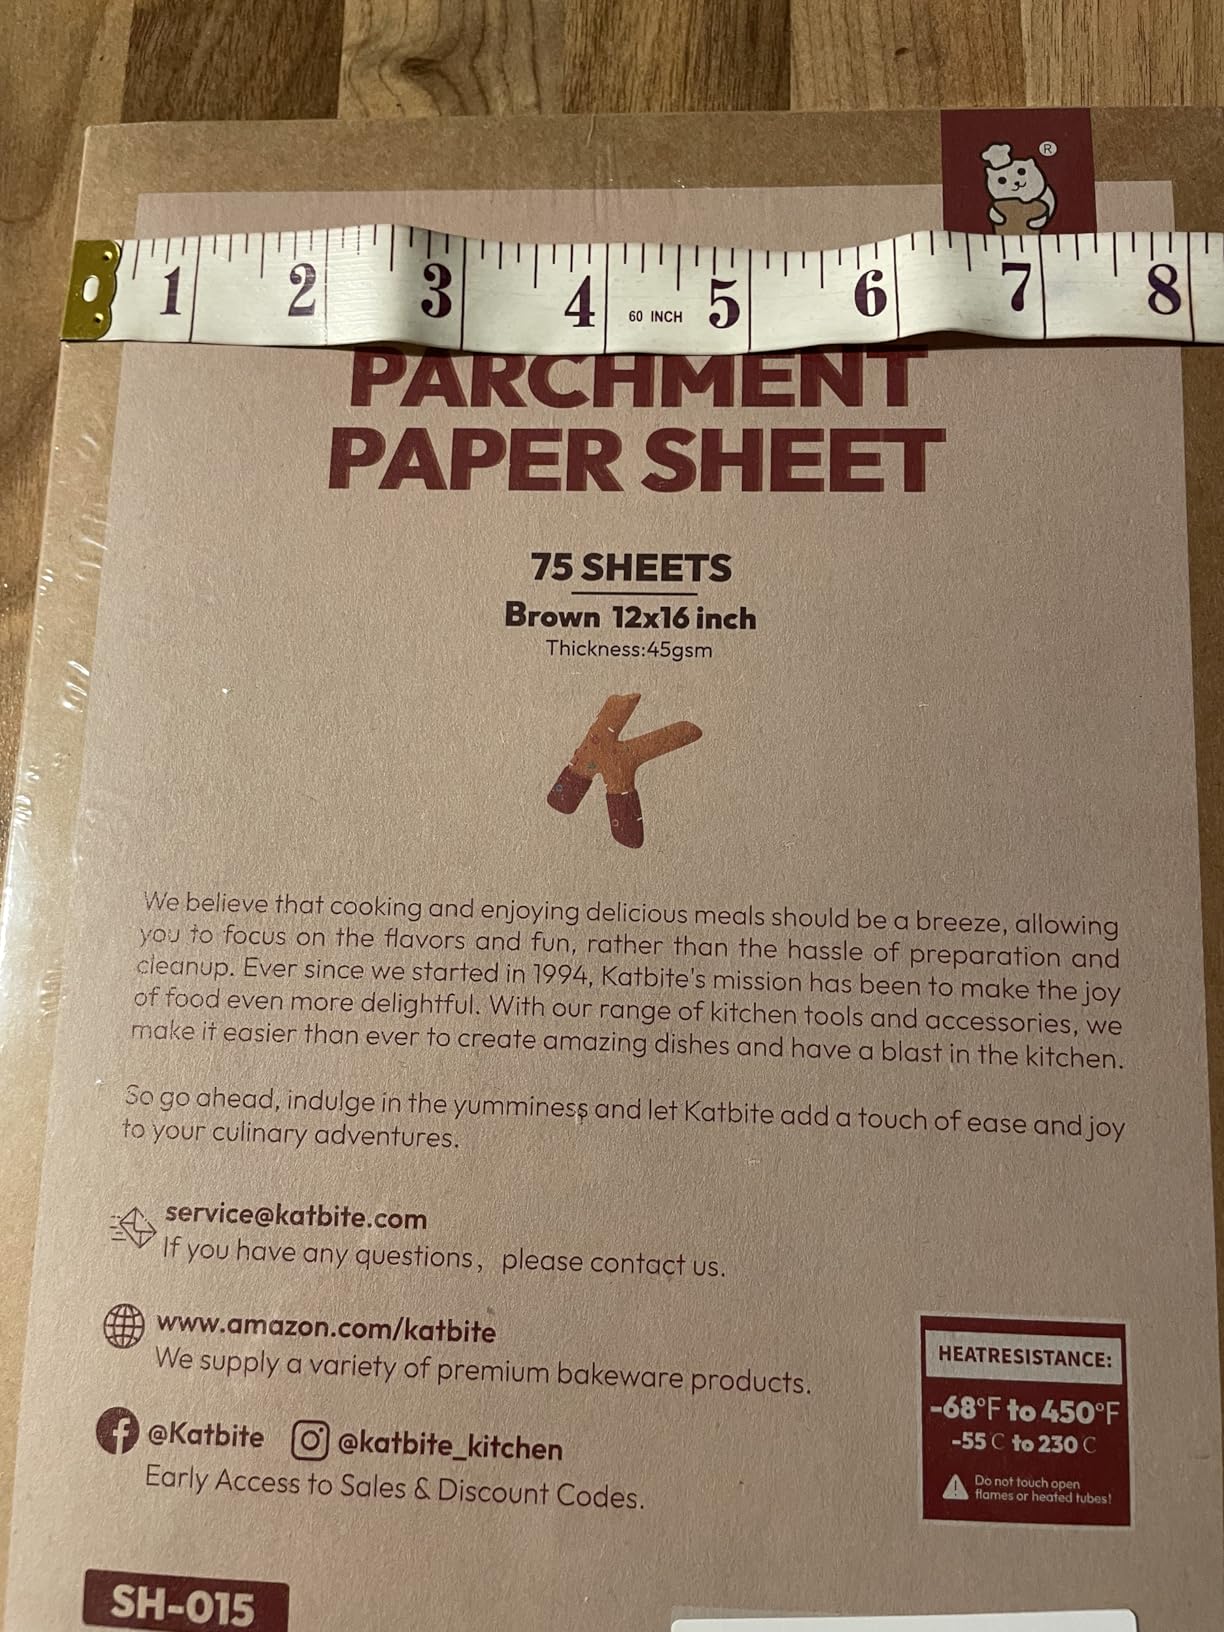 ®
1 2 3 4 60 INCH 5 6 7 8
PARCHMENT
PAPER SHEET
75 SHEETS
Brown 12x16 inch
Thickness:45gsm
We believe that cooking and enjoying delicious meals should be a breeze, allowing
you to focus on the flavors and fun, rather than the hassle of preparation and
cleanup. Ever since we started in 1994, Katbite's mission has been to make the joy
of food even more delightful. With our range of kitchen tools and accessories, we
make it easier than ever to create amazing dishes and have a blast in the kitchen.
So go ahead, indulge in the yumminess and let Katbite add a touch of ease and joy
to your culinary adventures.
service@katbite.com
If you have any questions, please contact us.
www.amazon.com/katbite
We supply a variety of premium bakeware products.
@Katbite @katbite_kitchen
Early Access to Sales & Discount Codes.
HEATRESISTANCE:
-68°F to 450°F
-55 C to 230 C
Do not touch open
flames or heated tubes!
SH-015